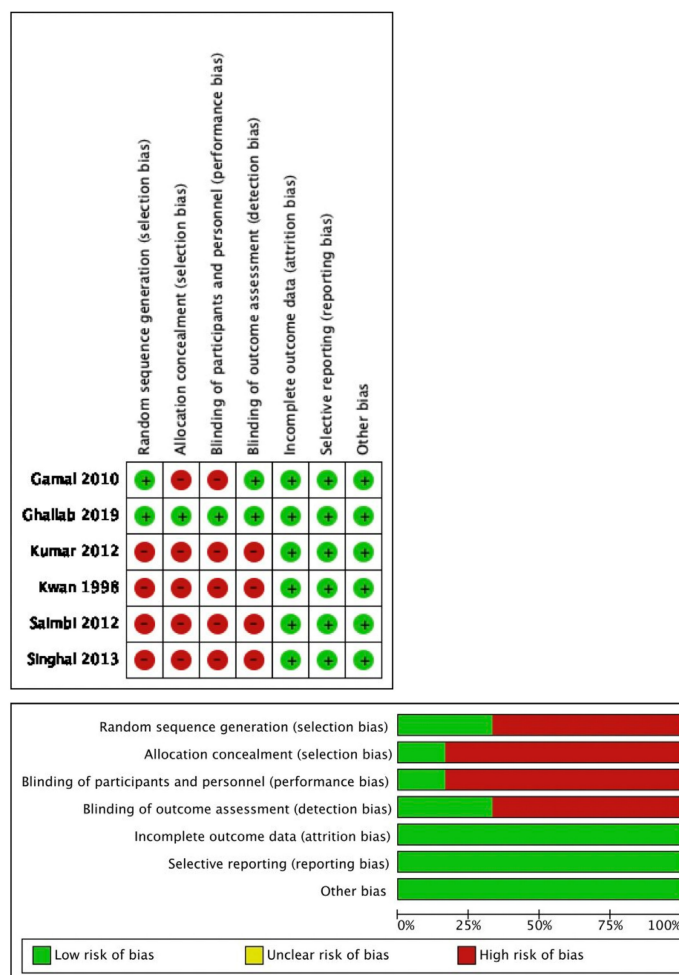 Random sequence generation (selection bias)
Allocation concealment (selection bias)
Blinding of participants and personnel (performance bias)
Blinding of outcome assessment (detection bias)
Incomplete outcome data (attrition bias)
Selective reporting (reporting bias)
Other bias
Gamal 2010 + - - + + + +
Ghallab 2019 + + + + + + +
Kumar 2012 - - - - + + +
Kwan 1998 - - - - + + +
Saimbi 2012 - - - - + + +
Singhal 2013 - - - - + + +
Random sequence generation (selection bias)
Allocation concealment (selection bias)
Blinding of participants and personnel (performance bias)
Blinding of outcome assessment (detection bias)
Incomplete outcome data (attrition bias)
Selective reporting (reporting bias)
Other bias
0% 25% 50% 75% 100%
Low risk of bias Unclear risk of bias High risk of bias